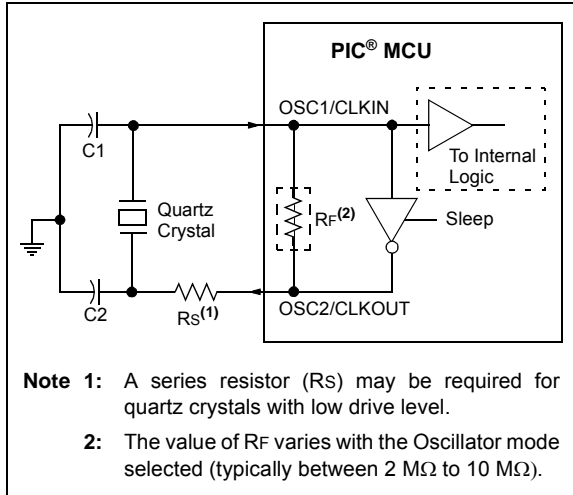 PIC® MCU
OSC1/CLKIN
C1
To Internal
Logic
Quartz
Crystal
RF(2)
Sleep
C2
RS(1)
OSC2/CLKOUT
Note 1: A series resistor (RS) may be required for
quartz crystals with low drive level.
2: The value of RF varies with the Oscillator mode
selected (typically between 2 MΩ to 10 MΩ).